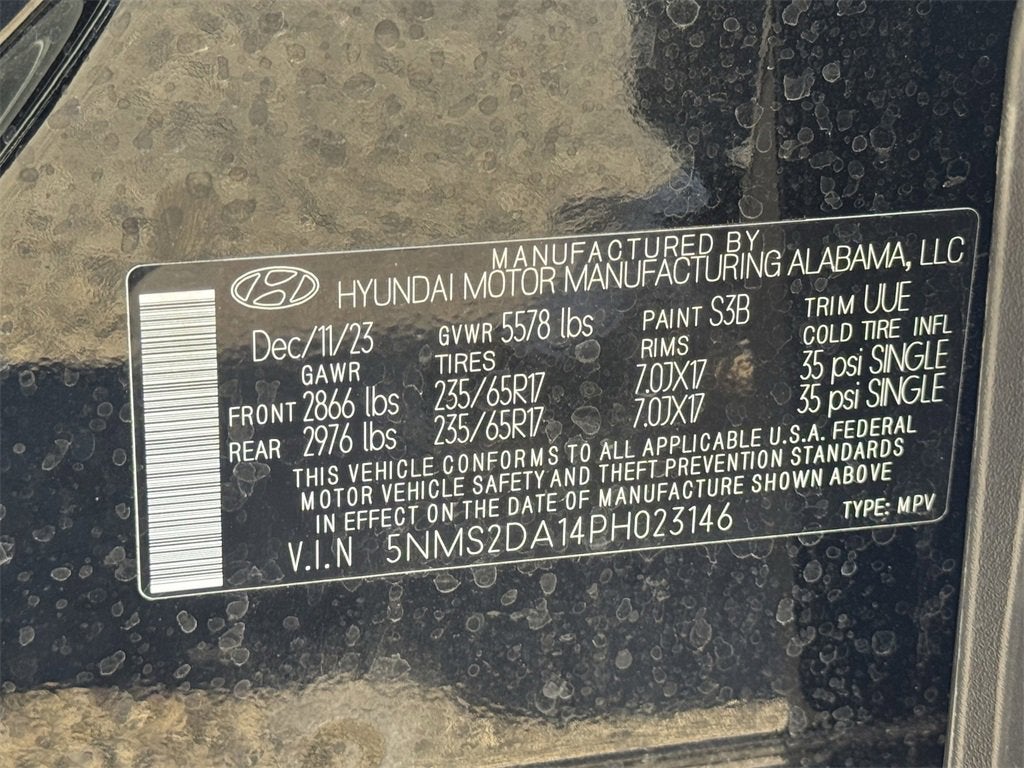 MANUFACTURED BY
HYUNDAI MOTOR MANUFACTURING ALABAMA, LLC
Dec/11/23 GVWR 5578 lbs PAINT S3B TRIM UUE
GAWR TIRES RIMS COLD TIRE INFL
FRONT 2866 lbs 235/65R17 7.0JX17 35 psi SINGLE
REAR 2976 lbs 235/65R17 7.0JX17 35 psi SINGLE
THIS VEHICLE CONFORMS TO ALL APPLICABLE U.S.A. FEDERAL
MOTOR VEHICLE SAFETY AND THEFT PREVENTION STANDARDS
IN EFFECT ON THE DATE OF MANUFACTURE SHOWN ABOVE
V.I.N 5NMS2DA14PH023146 TYPE: MPV